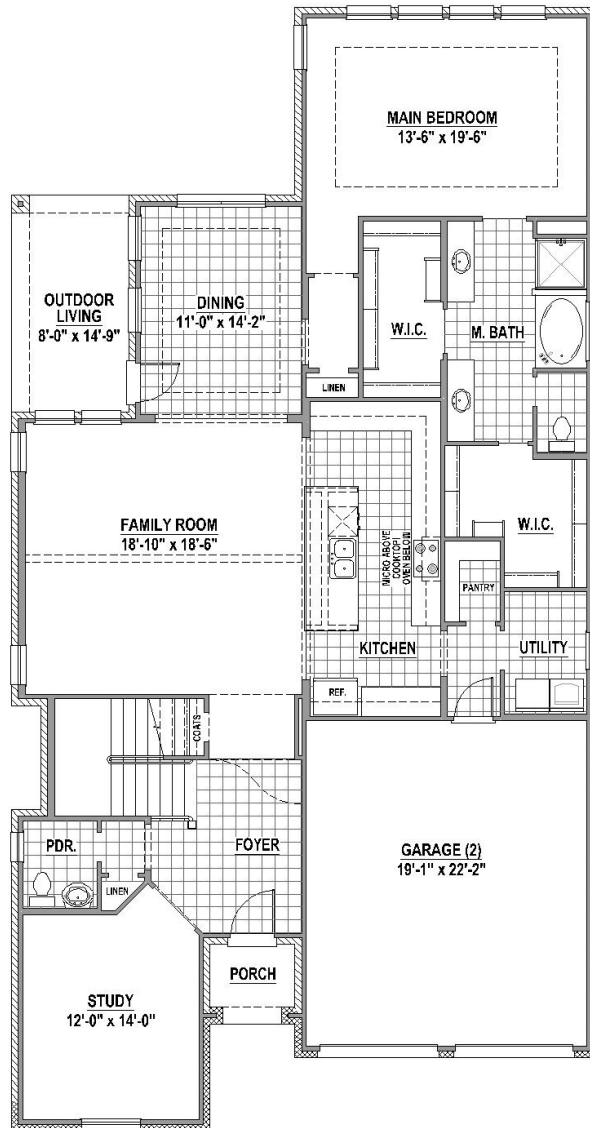 MAIN BEDROOM
13'-6" x 19'-6"
OUTDOOR
LIVING
8'-0" x 14'-9"
DINING
11'-0" x 14'-2"
W.I.C.
M. BATH
LINEN
FAMILY ROOM
18'-10" x 18'-6"
MICRO ABOVE
COOKTOP/
OVEN BELOW
W.I.C.
PANTRY
KITCHEN
UTILITY
REF.
COATS
PDR.
FOYER
LINEN
GARAGE (2)
19'-1" x 22'-2"
PORCH
STUDY
12'-0" x 14'-0"